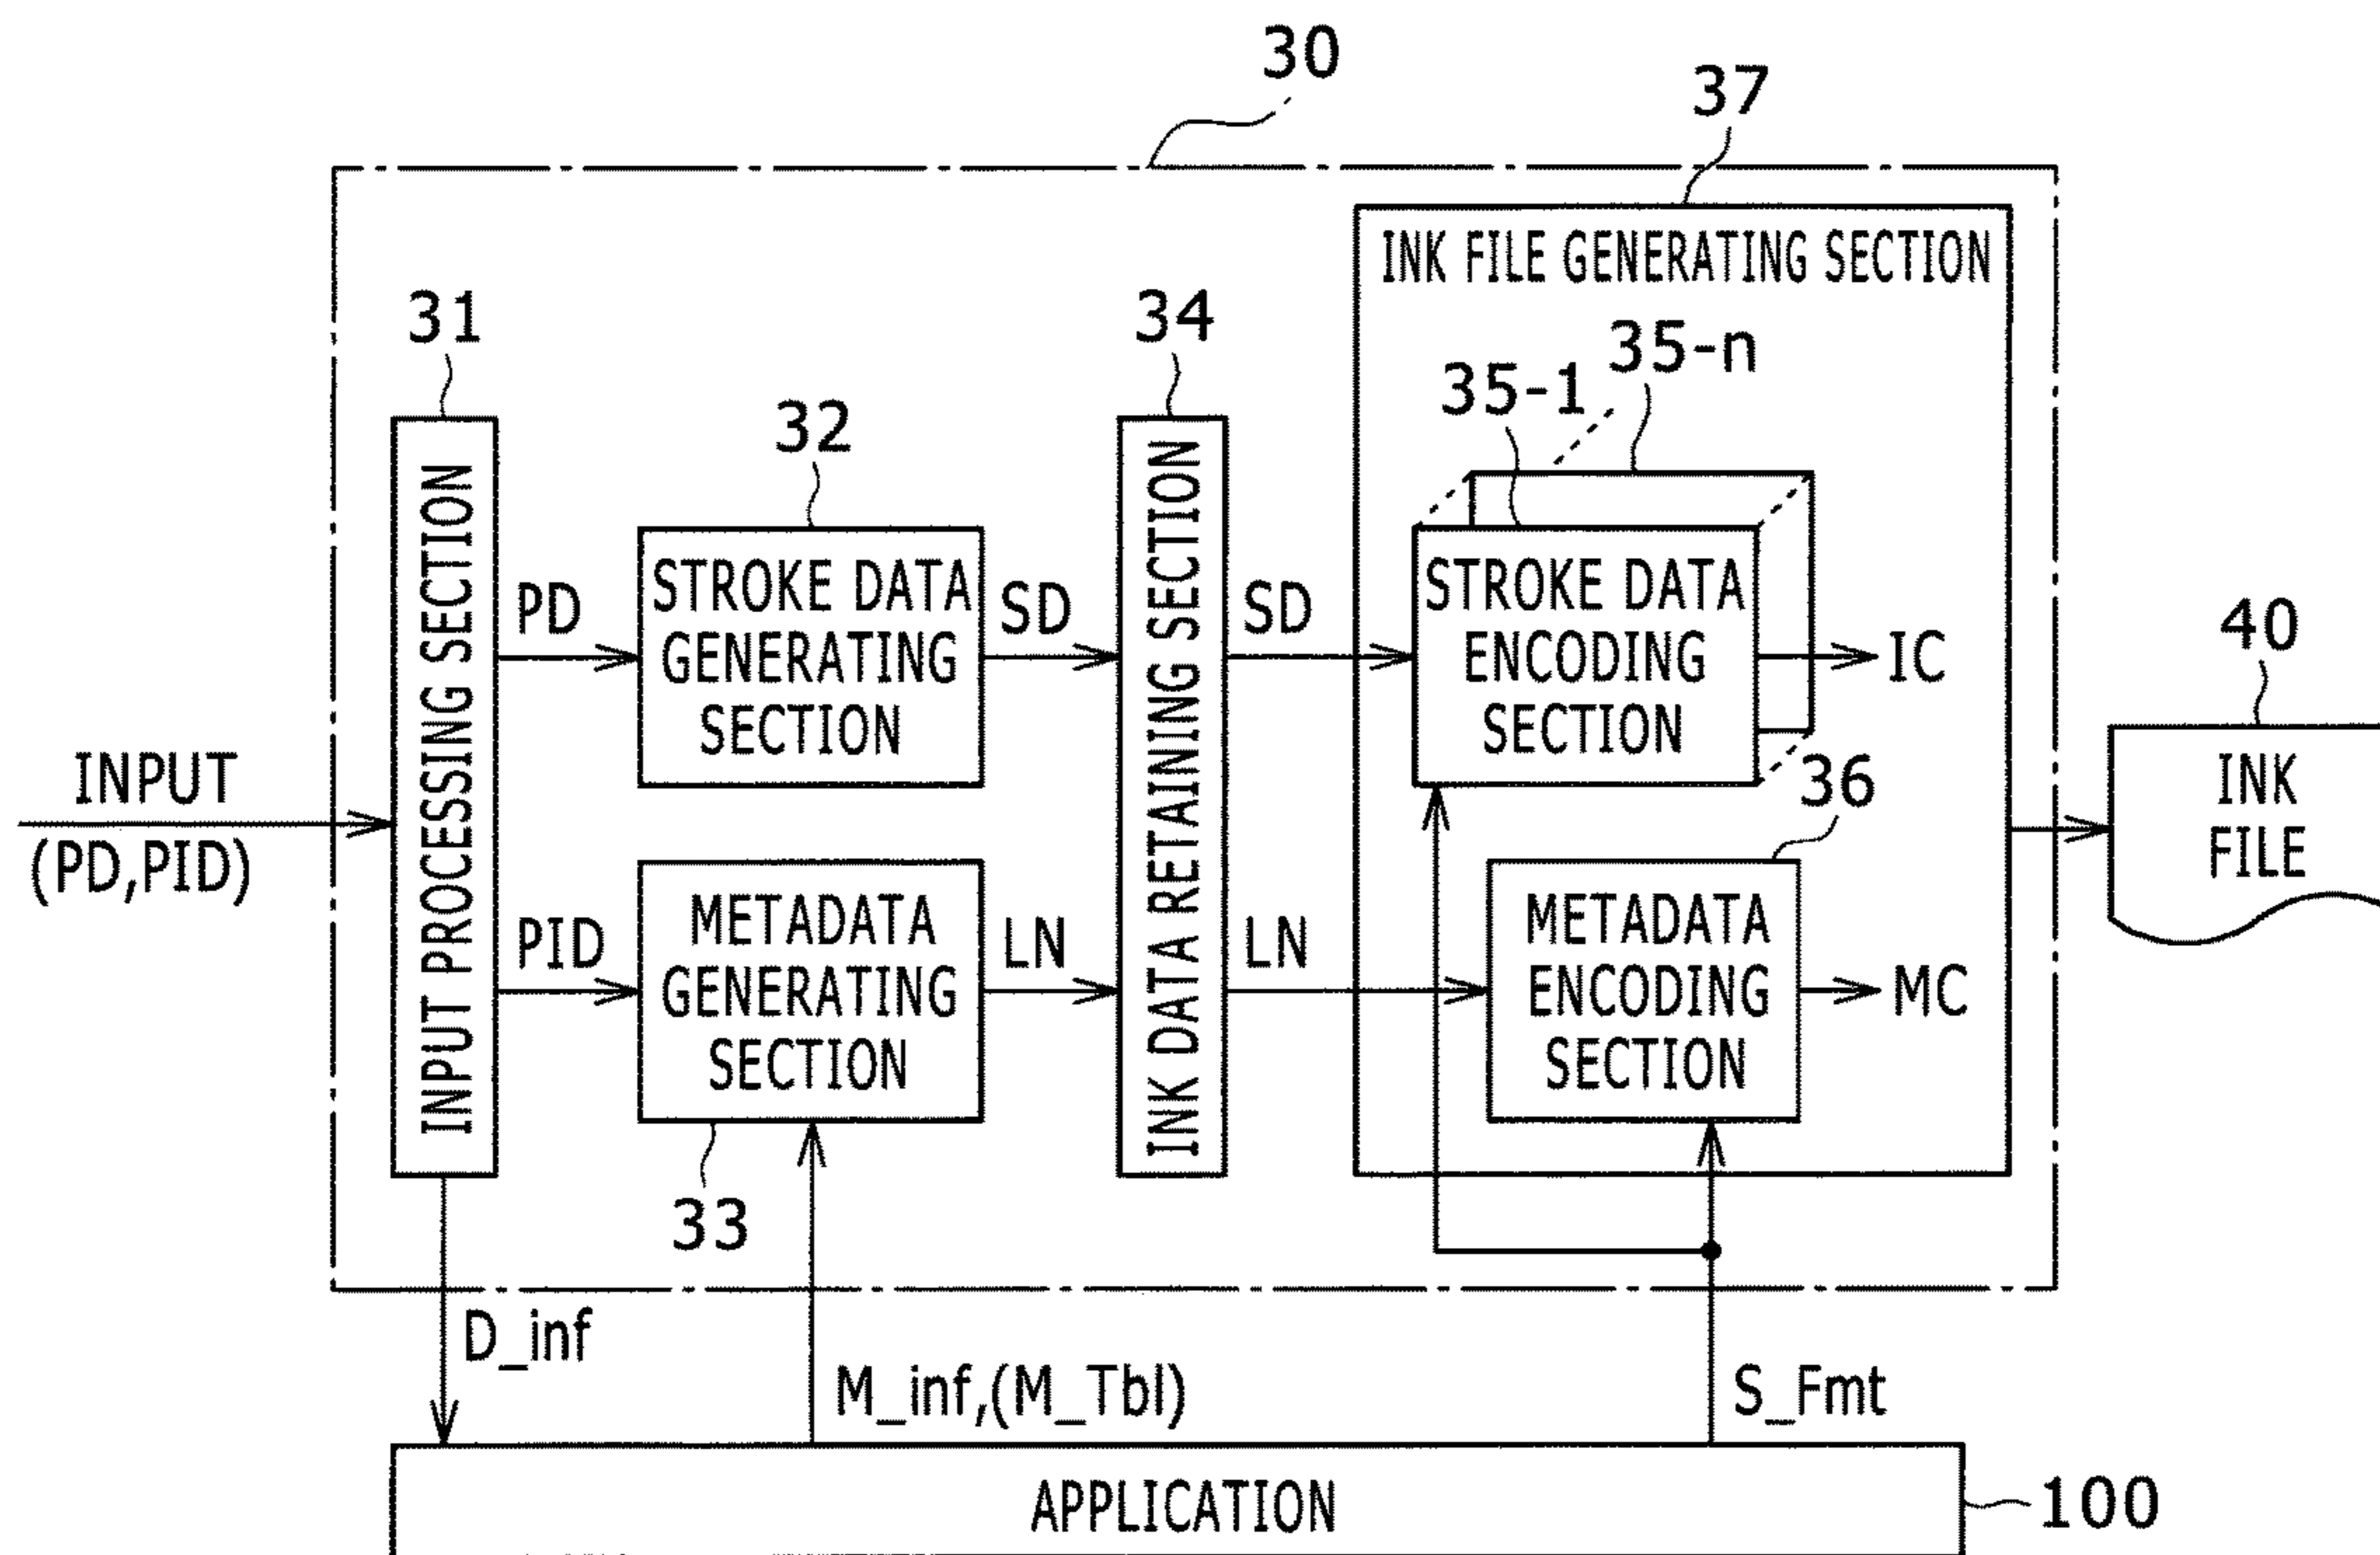 30
37
INK FILE GENERATING SECTION
31
34
35-n
35-1
32
INPUT PROCESSING SECTION
PD
STROKE DATA
GENERATING
SECTION
SD
INK DATA RETAINING SECTION
SD
STROKE DATA
ENCODING
SECTION
IC
40
INK
FILE
INPUT
(PD,PID)
36
PID
METADATA
GENERATING
SECTION
LN
LN
METADATA
ENCODING
SECTION
MC
33
D_inf
M_inf,(M_Tbl)
S_Fmt
APPLICATION
100